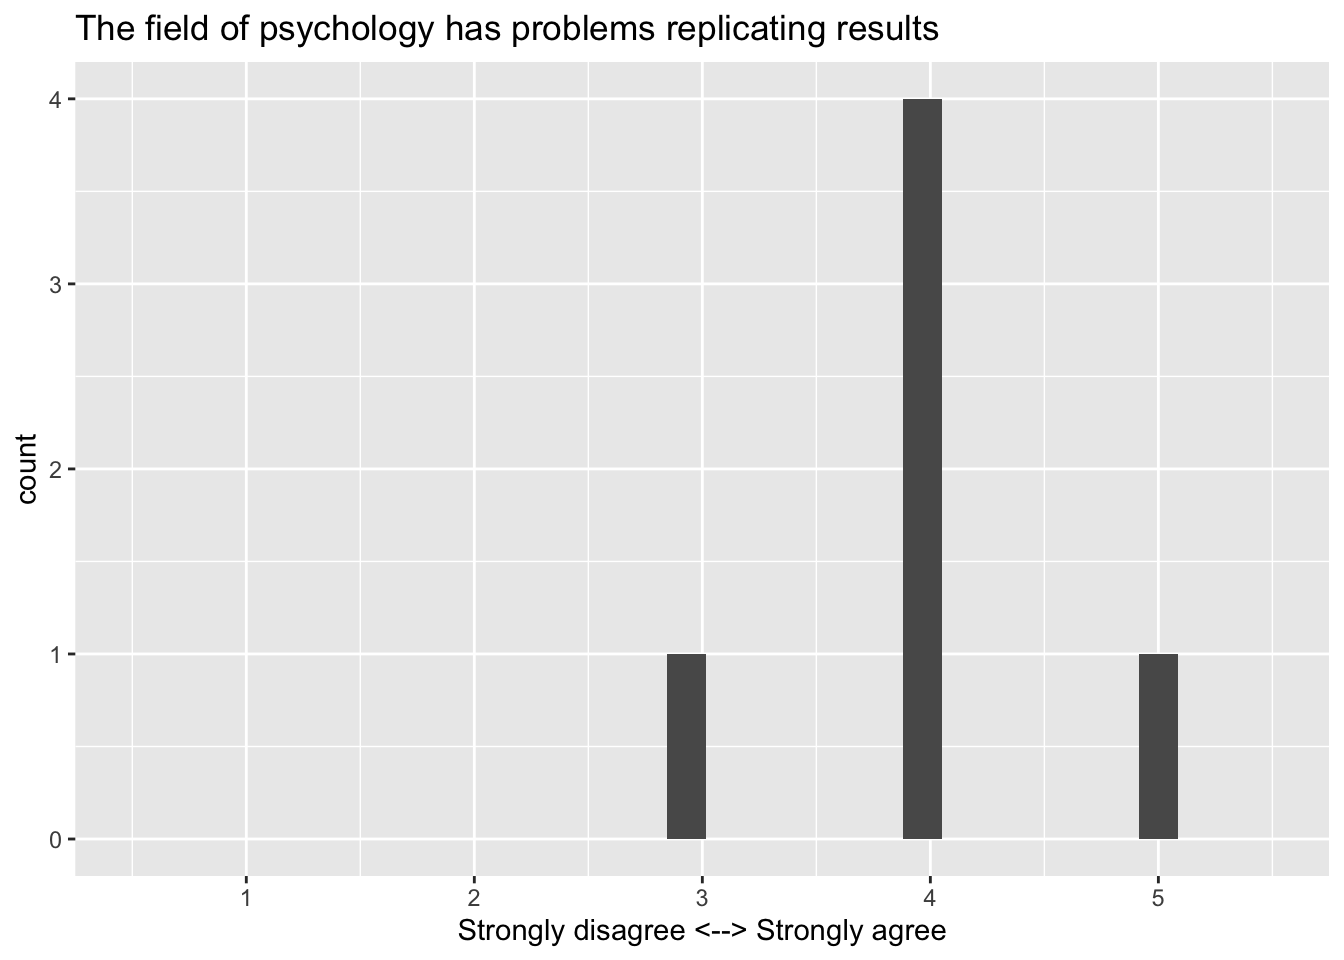 The field of psychology has problems replicating results
4
3
2
1
0
count
1 2 3 4 5
Strongly disagree <--> Strongly agree